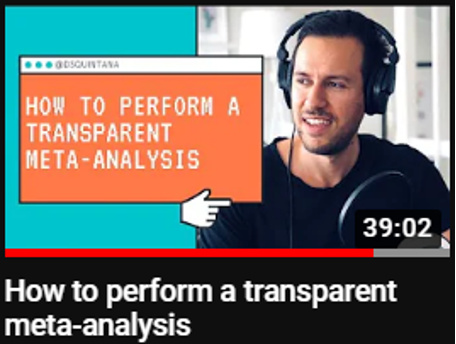 @DSQUINTANA
HOW TO PERFORM A
TRANSPARENT
META-ANALYSIS
39:02
How to perform a transparent
meta-analysis